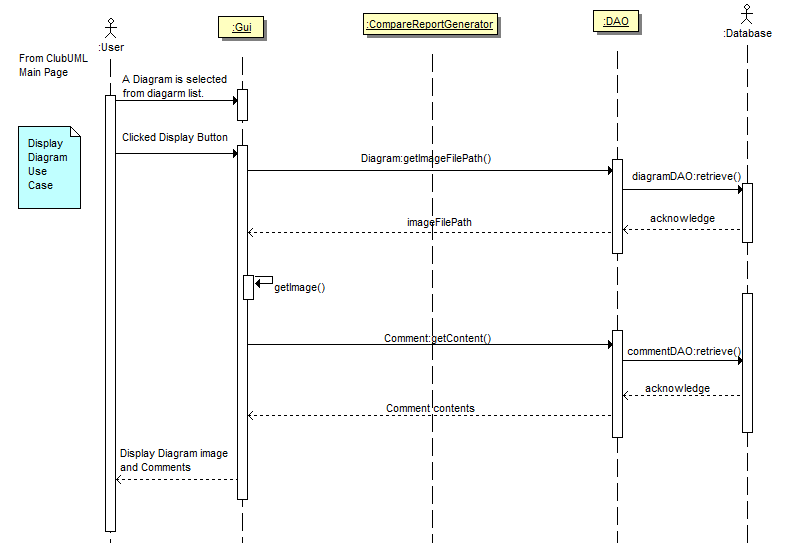 :User
:Gui
:CompareReportGenerator
:DAO
:Database
From ClubUML
Main Page
A Diagram is selected
from diagarm list.
Display
Diagram
Use
Case
Clicked Display Button
Diagram:getImageFilePath()
diagramDAO:retrieve()
acknowledge
imageFilePath
getImage()
Comment:getContent()
commentDAO:retrieve()
acknowledge
Comment contents
Display Diagram image
and Comments